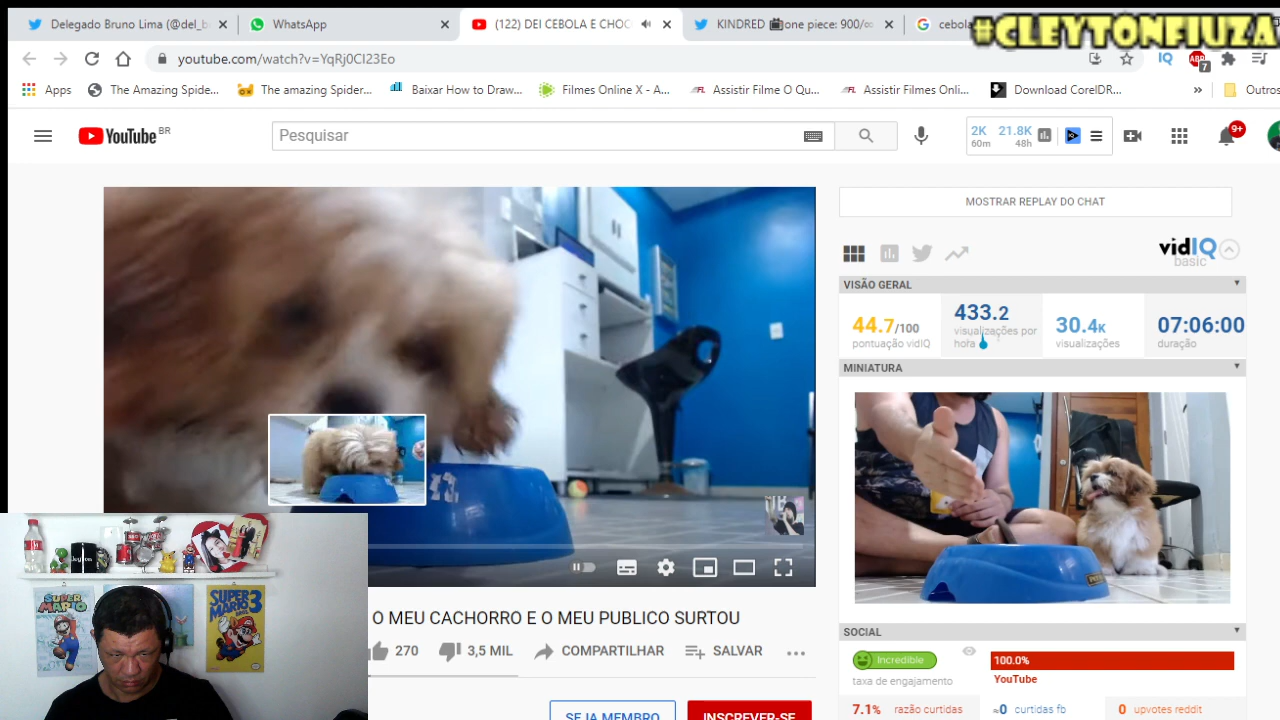 Delegado Bruno Lima (@del_b
WhatsApp
(122) DEI CEBOLA E CHOC
KINDRED one piece: 900/∞
cebola
#CLEYTONFIUZA
youtube.com/watch?v=YqRj0CI23Eo
IQ
ABP
7
Apps
The Amazing Spide...
The amazing Spider...
Baixar How to Draw...
Filmes Online X - A...
Assistir Filme O Qu...
Assistir Filmes Onli...
Download CorelDR...
»
Outros
YouTube BR
Pesquisar
2K
60m
21.8K
48h
9+
MOSTRAR REPLAY DO CHAT
vidIQ
basic
VISÃO GERAL
44.7/100
pontuação vidIQ
433.2
visualizações por
hora
30.4K
visualizações
07:06:00
duração
MINIATURA
O MEU CACHORRO E O MEU PUBLICO SURTOU
270
3,5 MIL
COMPARTILHAR
SALVAR
SEJA MEMBRO
INSCREVER-SE
SOCIAL
Incredible
taxa de engajamento
100.0%
YouTube
7.1% razão curtidas
≈0 curtidas fb
0 upvotes reddit
SUPER
MARIO
SUPER
MARIO
BROS 3